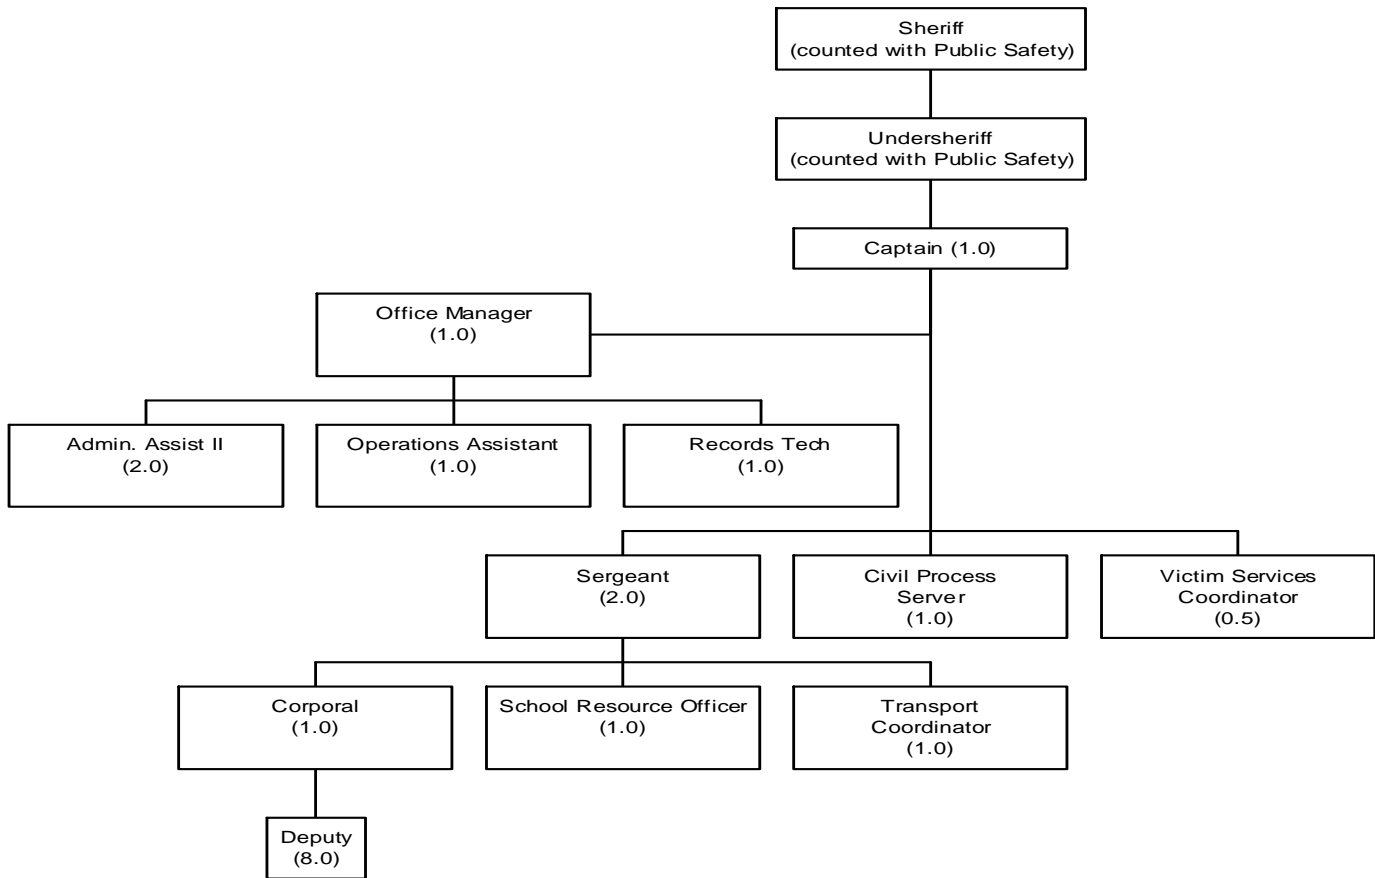 Sheriff
(counted with Public Safety)
Undersheriff
(counted with Public Safety)
Captain (1.0)
Office Manager
(1.0)
Admin. Assist II
(2.0)
Operations Assistant
(1.0)
Records Tech
(1.0)
Sergeant
(2.0)
Civil Process
Server
(1.0)
Victim Services
Coordinator
(0.5)
Corporal
(1.0)
School Resource Officer
(1.0)
Transport
Coordinator
(1.0)
Deputy
(8.0)